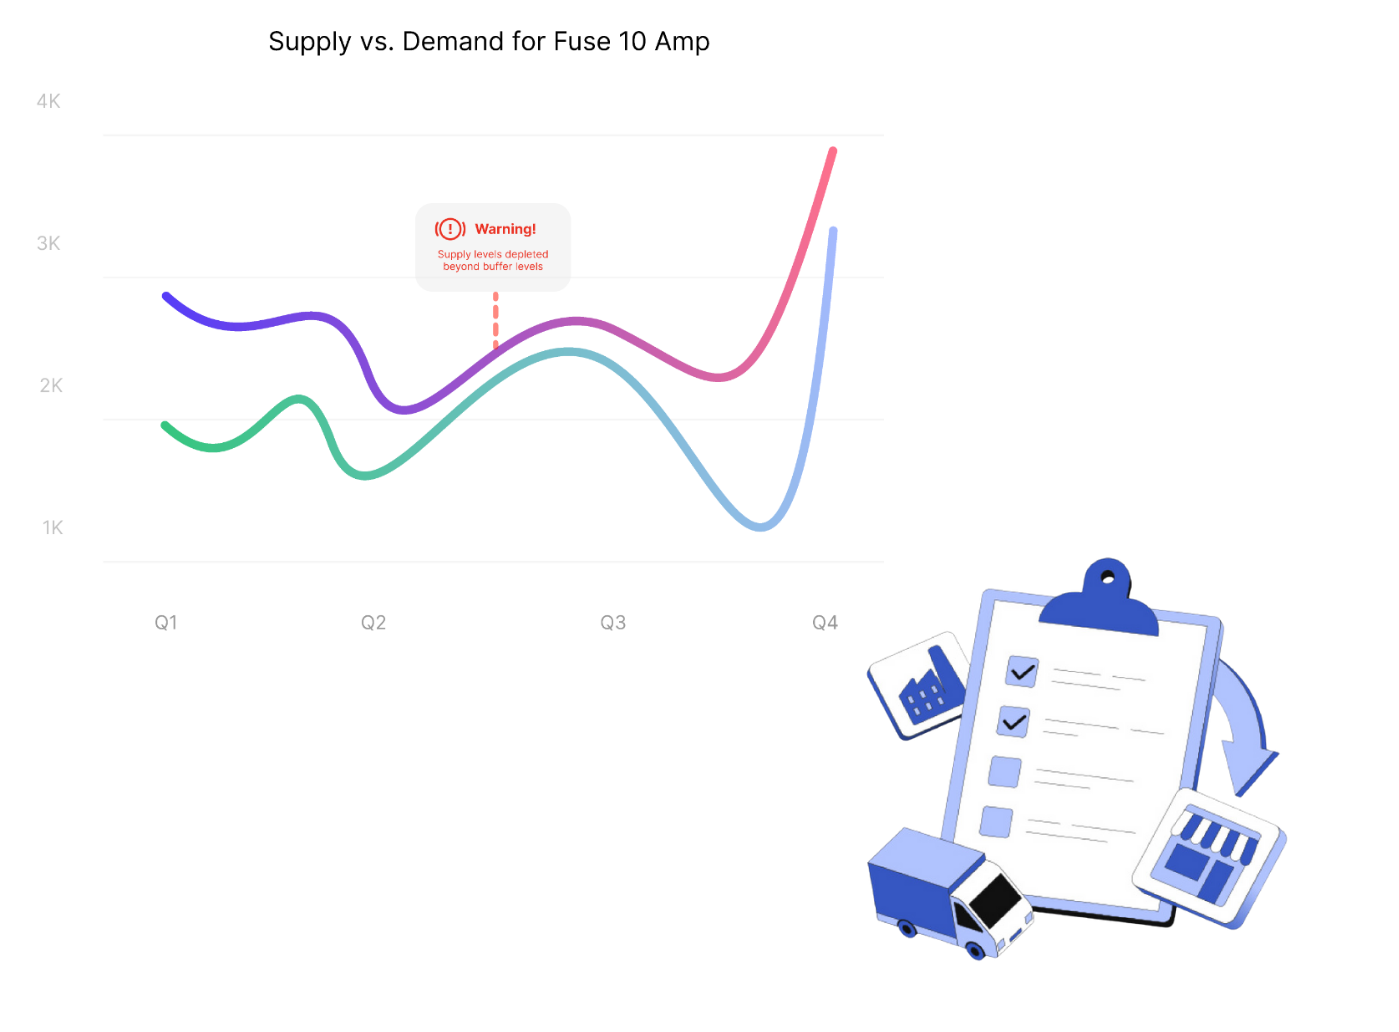 Supply vs. Demand for Fuse 10 Amp
4K
3K
2K
1K
Warning!
Supply levels depleted
beyond buffer levels
Q1
Q2
Q3
Q4